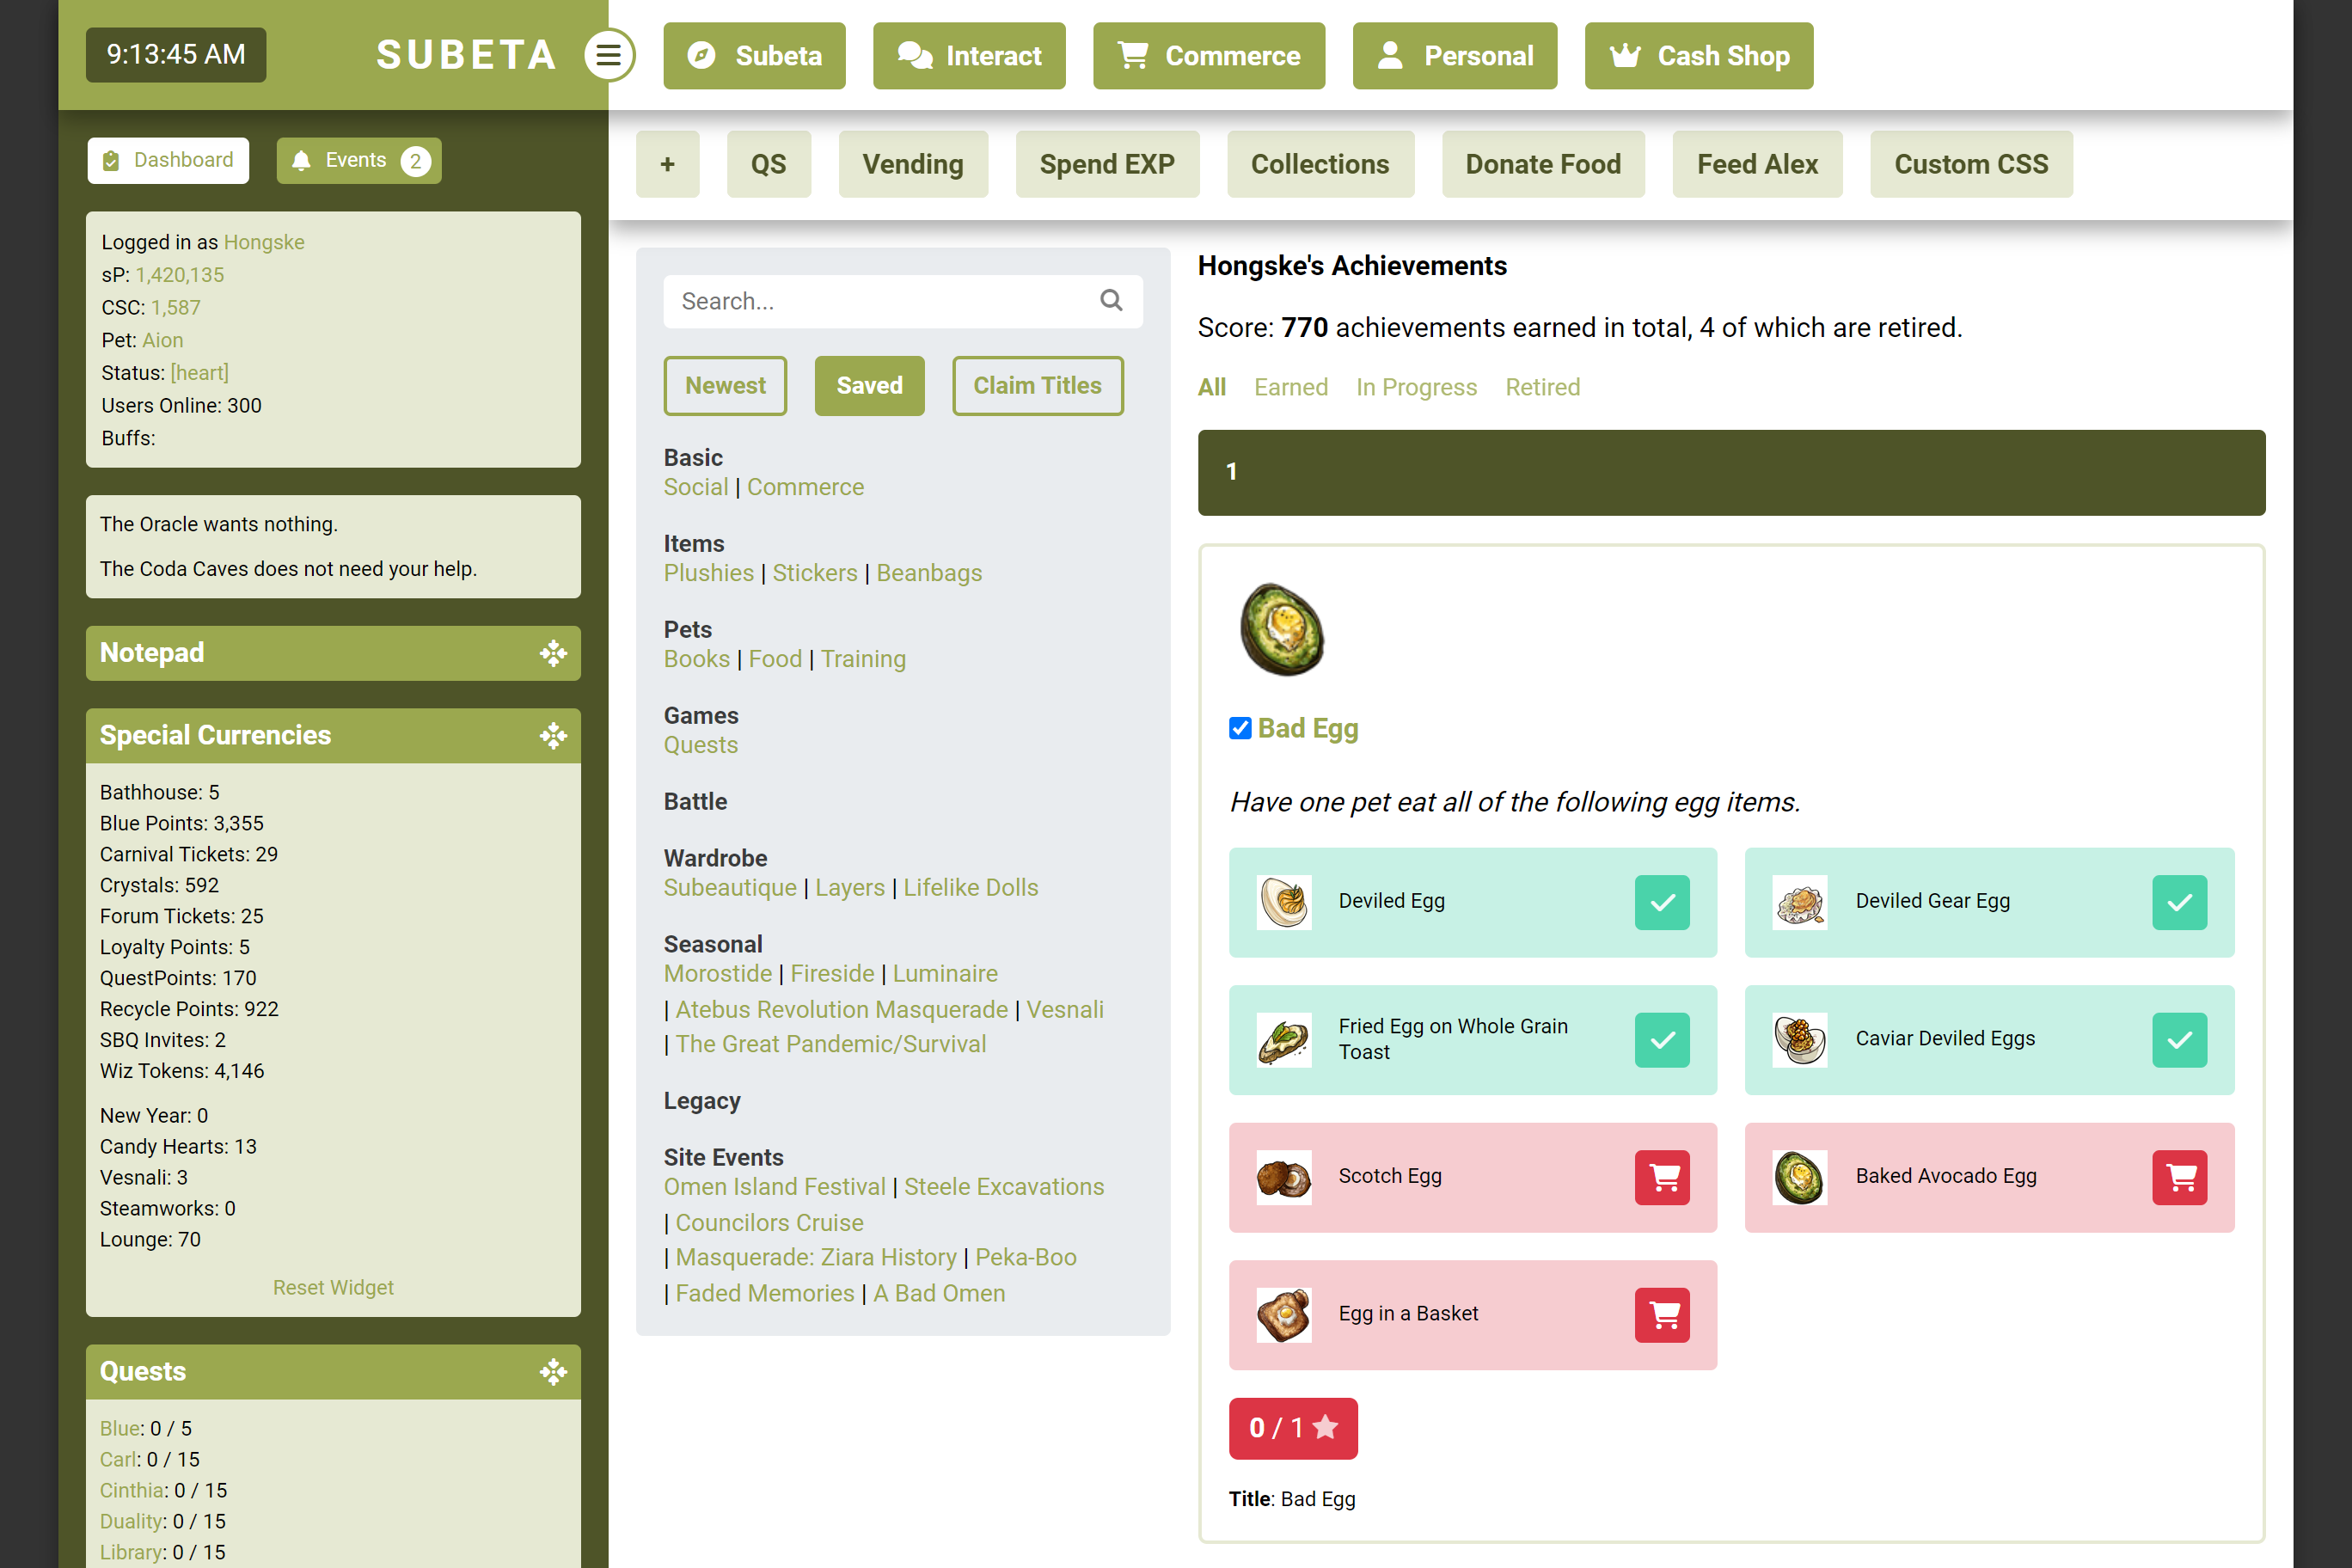 9:13:45 AM
SUBETA
Subeta
Interact
Commerce
Personal
Cash Shop
Dashboard
Events 2
+
QS
Vending
Spend EXP
Collections
Donate Food
Feed Alex
Custom CSS
Logged in as Hongske
sP: 1,420,135
CSC: 1,587
Pet: Aion
Status: [heart]
Users Online: 300
Buffs:
The Oracle wants nothing.
The Coda Caves does not need your help.
Notepad
Special Currencies
Bathhouse: 5
Blue Points: 3,355
Carnival Tickets: 29
Crystals: 592
Forum Tickets: 25
Loyalty Points: 5
QuestPoints: 170
Recycle Points: 922
SBQ Invites: 2
Wiz Tokens: 4,146
New Year: 0
Candy Hearts: 13
Vesnali: 3
Steamworks: 0
Lounge: 70
Reset Widget
Quests
Blue: 0 / 5
Carl: 0 / 15
Cinthia: 0 / 15
Duality: 0 / 15
Library: 0 / 15
Search...
Newest
Saved
Claim Titles
Basic
Social | Commerce
Items
Plushies | Stickers | Beanbags
Pets
Books | Food | Training
Games
Quests
Battle
Wardrobe
Subeautique | Layers | Lifelike Dolls
Seasonal
Morostide | Fireside | Luminaire
| Atebus Revolution Masquerade | Vesnali
| The Great Pandemic/Survival
Legacy
Site Events
Omen Island Festival | Steele Excavations
| Councilors Cruise
| Masquerade: Ziara History | Peka-Boo
| Faded Memories | A Bad Omen
Hongske's Achievements
Score: 770 achievements earned in total, 4 of which are retired.
All
Earned
In Progress
Retired
1
Bad Egg
Have one pet eat all of the following egg items.
Deviled Egg
Deviled Gear Egg
Fried Egg on Whole Grain
Toast
Caviar Deviled Eggs
Scotch Egg
Baked Avocado Egg
Egg in a Basket
0 / 1
Title: Bad Egg